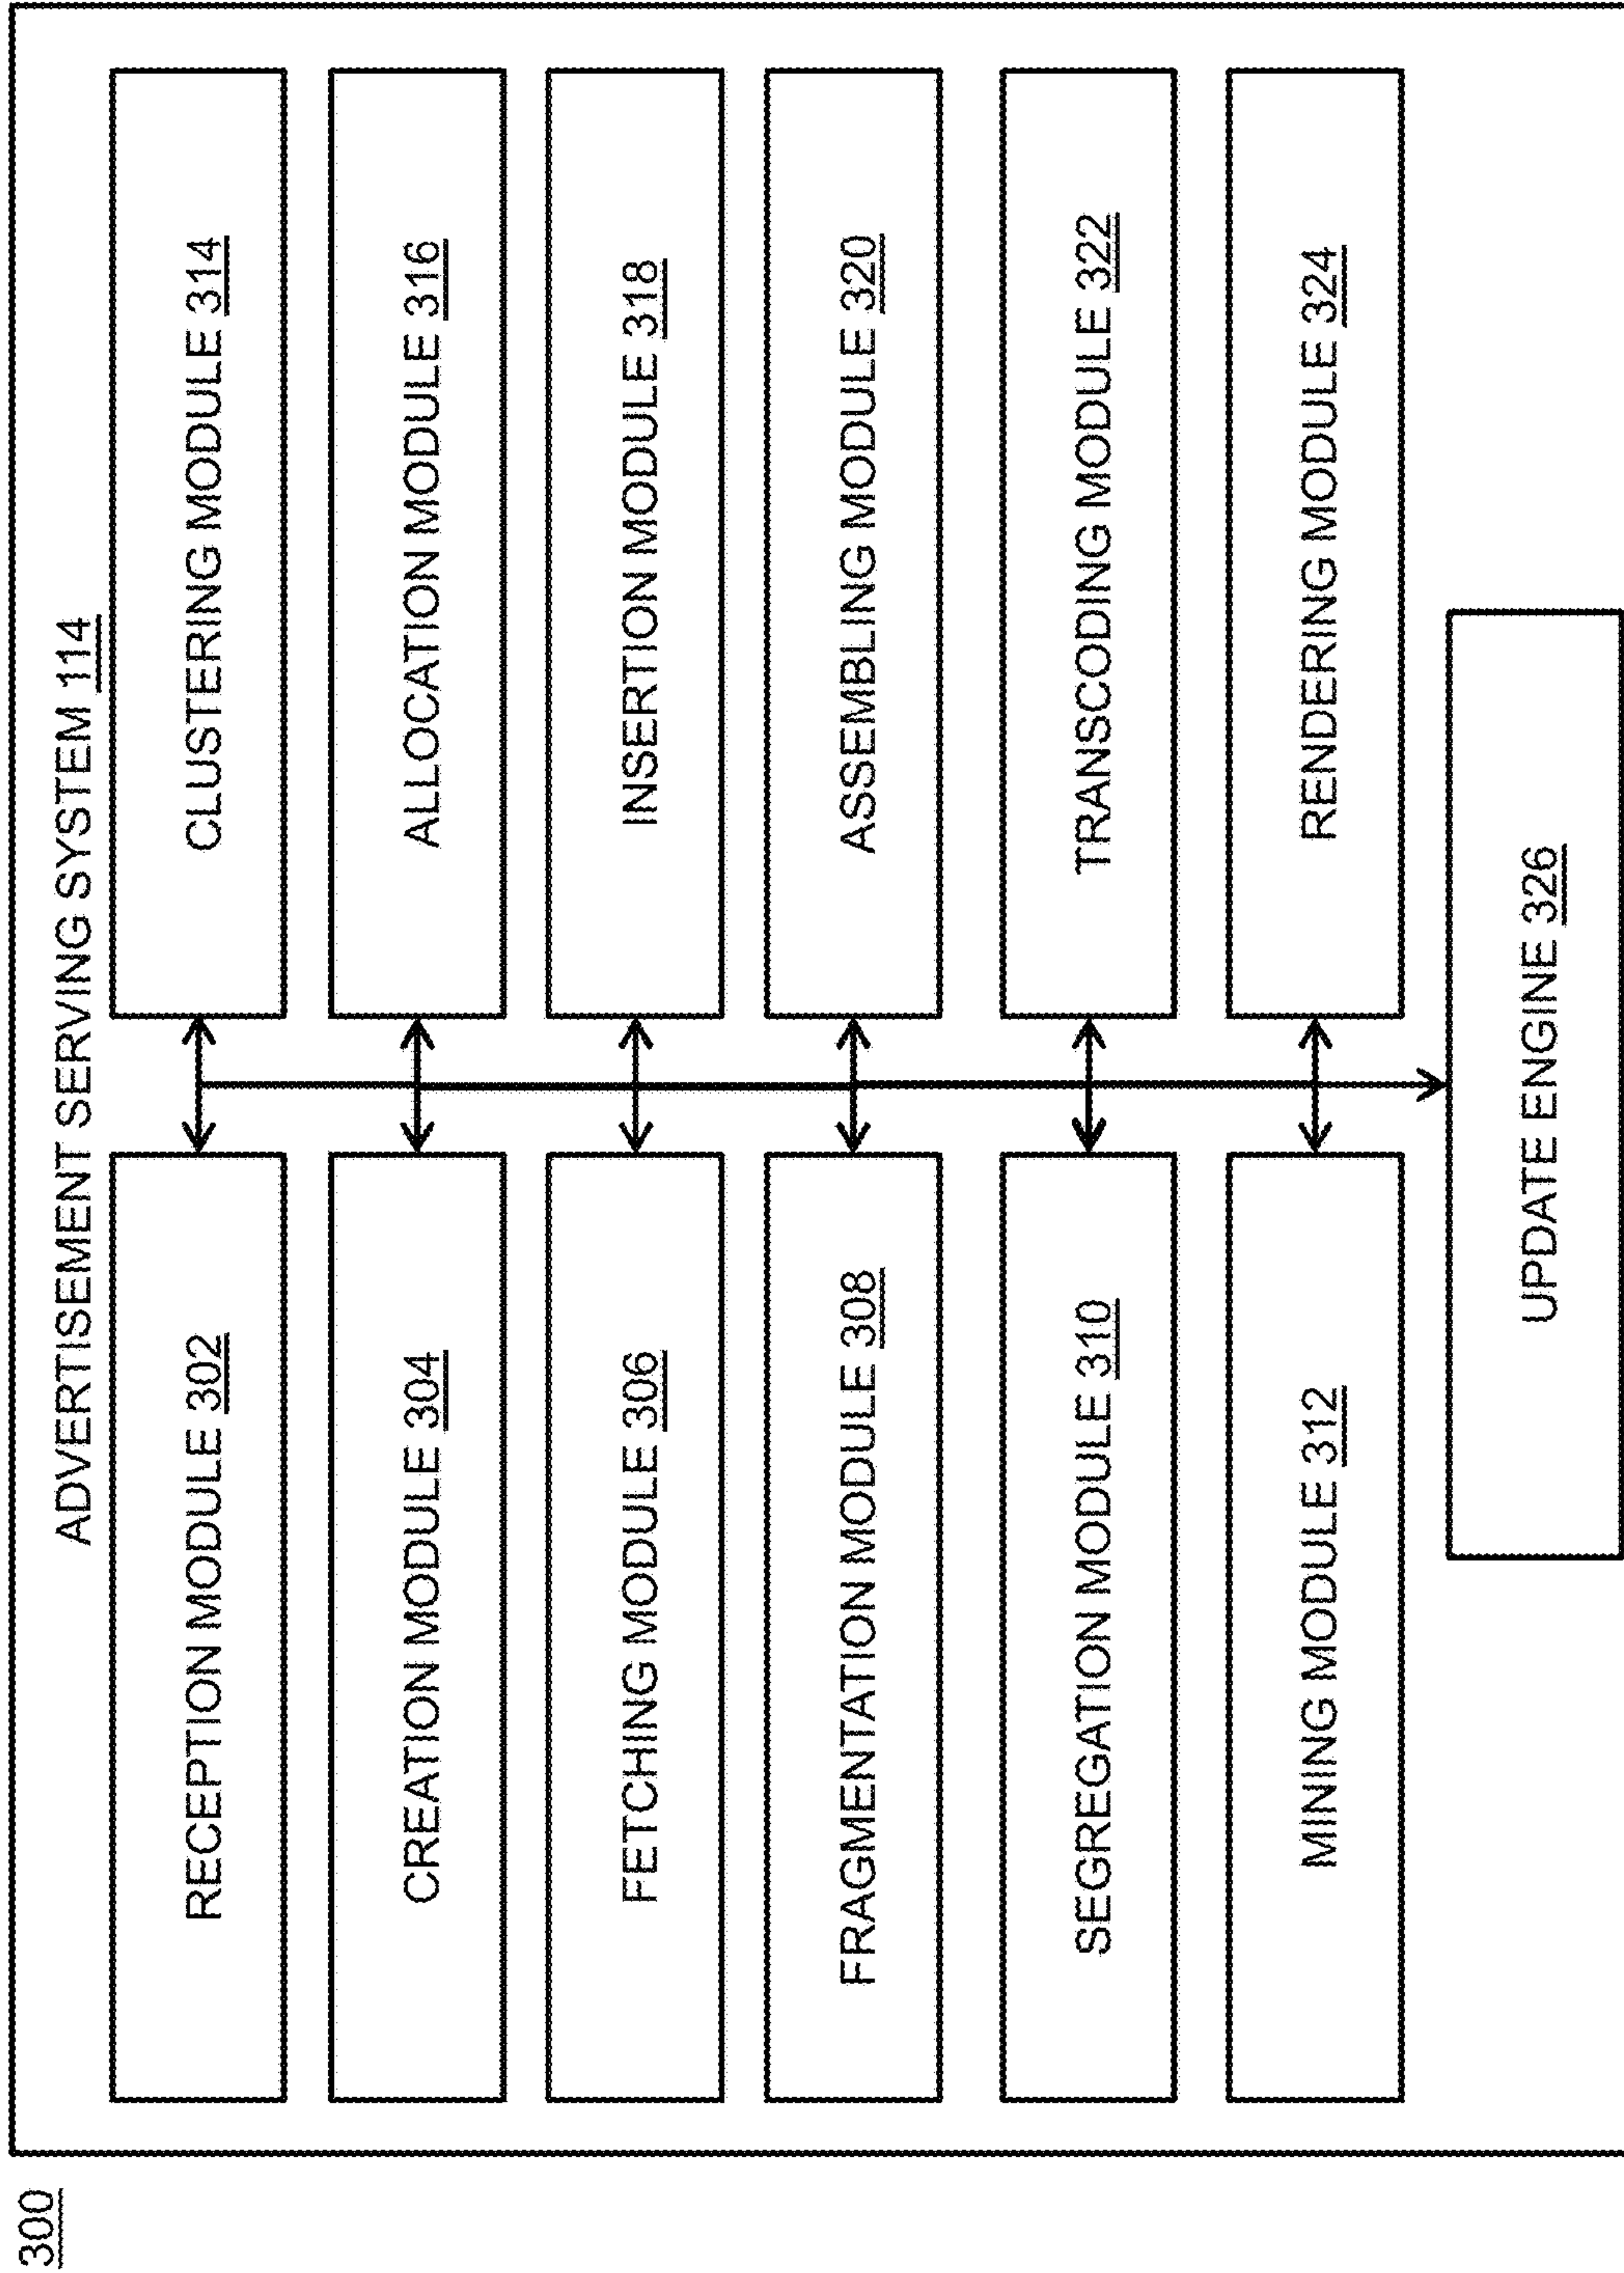 300
ADVERTISEMENT SERVING SYSTEM 114
RECEPTION MODULE 302
CLUSTERING MODULE 314
CREATION MODULE 304
ALLOCATION MODULE 316
FETCHING MODULE 306
INSERTION MODULE 318
FRAGMENTATION MODULE 308
ASSEMBLING MODULE 320
SEGREGATION MODULE 310
TRANSCODING MODULE 322
MINING MODULE 312
RENDERING MODULE 324
UPDATE ENGINE 326